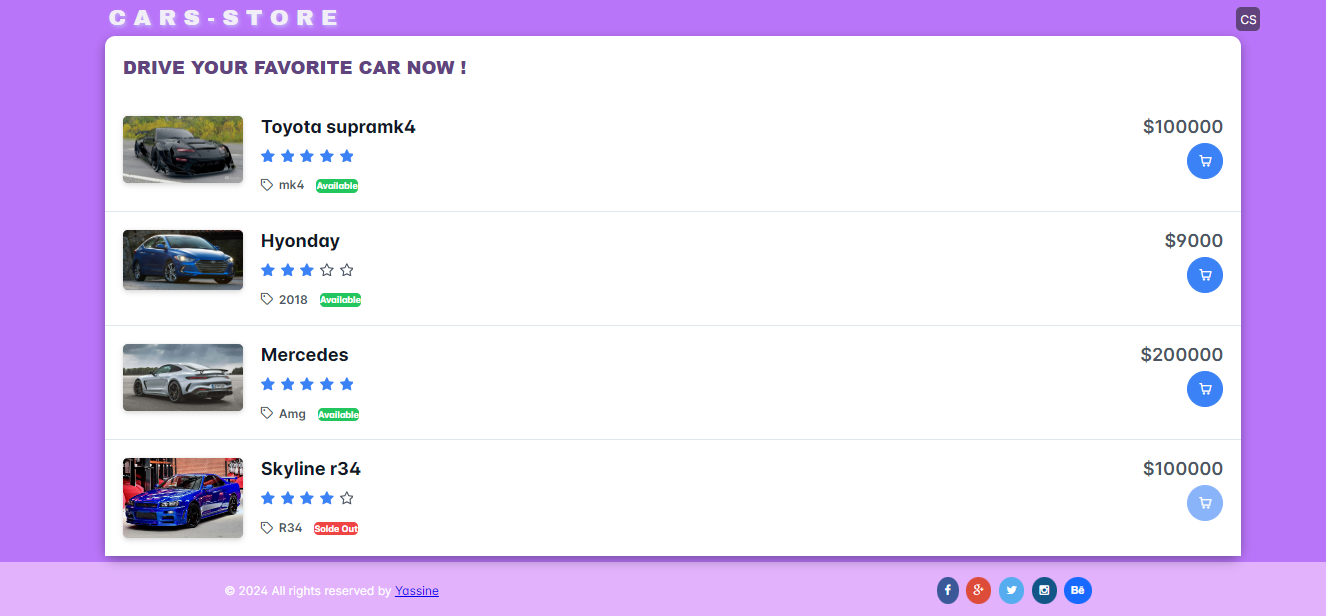 CARS-STORE
CS
DRIVE YOUR FAVORITE CAR NOW !
Toyota supramk4
$100000
mk4 Available
Hyonday
$9000
2018 Available
Mercedes
$200000
Amg Available
Skyline r34
$100000
R34 Solde Out
© 2024 All rights reserved by Yassine